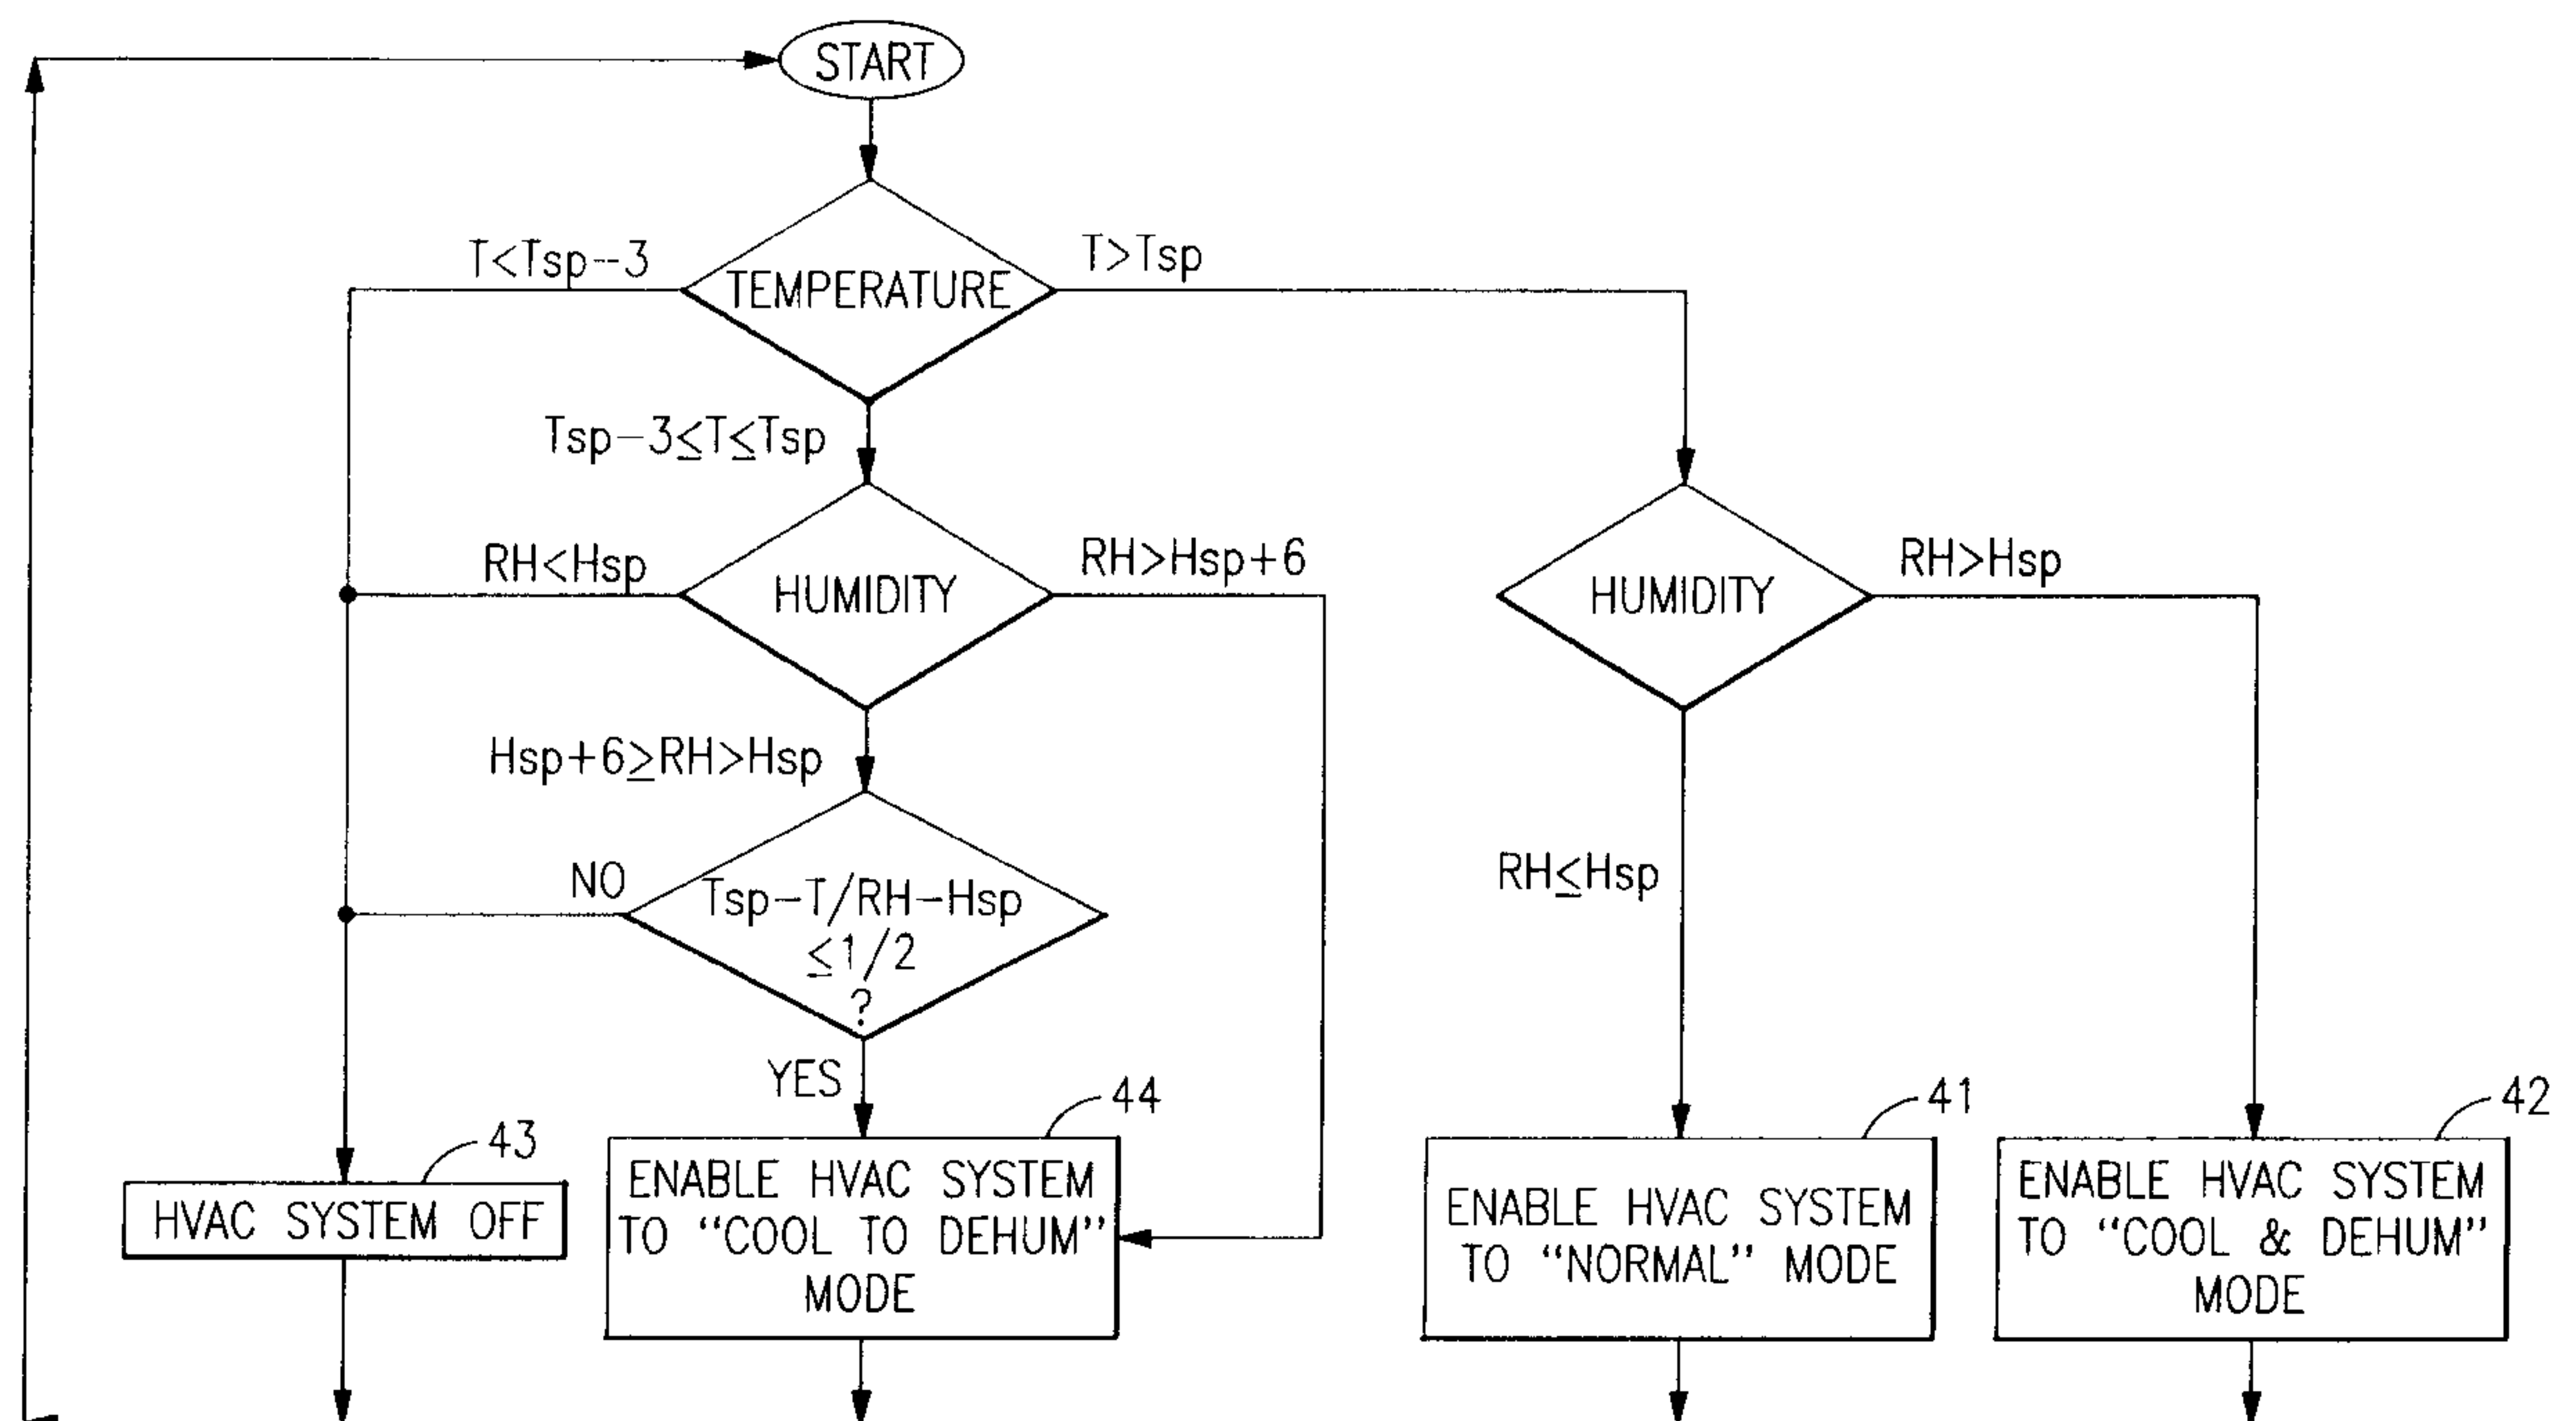 START
T<Tsp-3
T>Tsp
TEMPERATURE
Tsp-3≤T≤Tsp
RH<Hsp
RH>Hsp+6
HUMIDITY
RH>Hsp
HUMIDITY
Hsp+6≥RH>Hsp
NO
Tsp-T/RH-Hsp
≤1/2
?
RH≤Hsp
YES
44
41
42
43
HVAC SYSTEM OFF
ENABLE HVAC SYSTEM
TO "COOL TO DEHUM"
MODE
ENABLE HVAC SYSTEM
TO "NORMAL" MODE
ENABLE HVAC SYSTEM
TO "COOL & DEHUM"
MODE